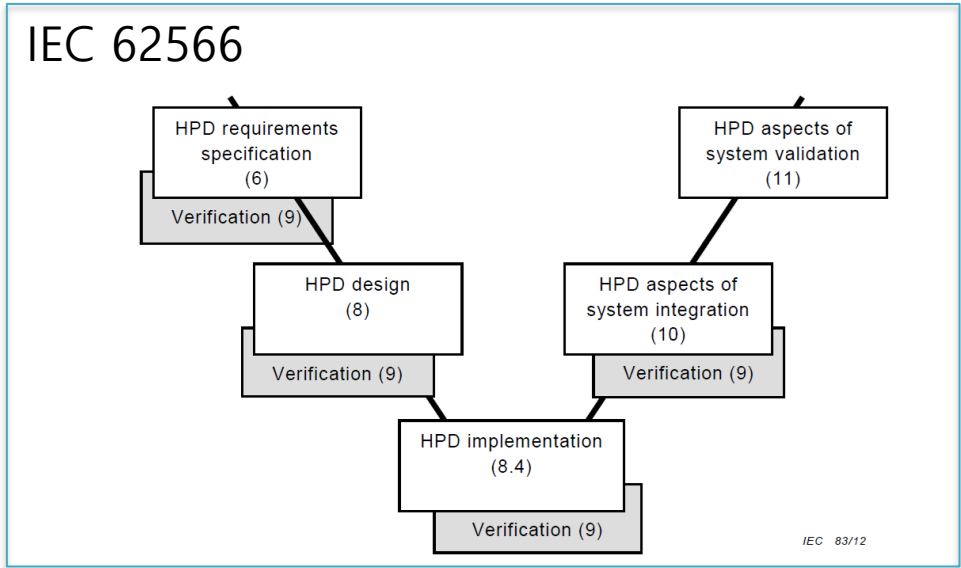 IEC 62566
HPD requirements
specification
(6)
Verification (9)
HPD design
(8)
Verification (9)
HPD implementation
(8.4)
Verification (9)
HPD aspects of
system integration
(10)
Verification (9)
HPD aspects of
system validation
(11)
IEC 83/12